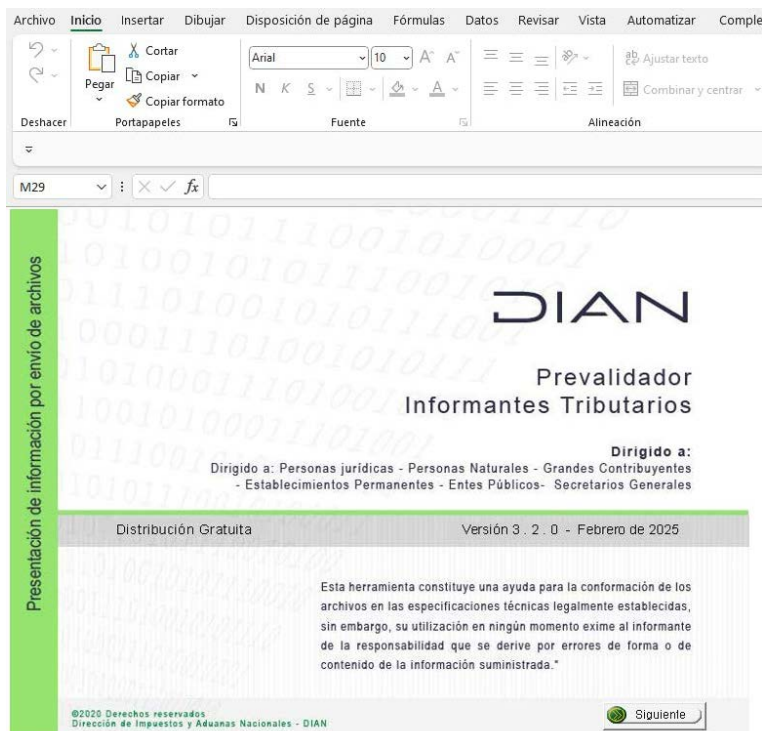 Archivo Inicio Insertar Dibujar Disposición de página Fórmulas Datos Revisar Vista Automatizar Comple
Cortar
Copiar
Copiar formato
Pegar
Arial 10 A A
N K S A
ab Ajustar texto
Combinar y centrar
Deshacer Portapapeles Fuente Alineación
M29 fx
Presentación de información por envío de archivos
DIAN
Prevalidador
Informantes Tributarios
Dirigido a:
Dirigido a: Personas jurídicas - Personas Naturales - Grandes Contribuyentes
- Establecimientos Permanentes - Entes Públicos- Secretarios Generales
Distribución Gratuita Versión 3 . 2 . 0 - Febrero de 2025
Esta herramienta constituye una ayuda para la conformación de los
archivos en las especificaciones técnicas legalmente establecidas,
sin embargo, su utilización en ningún momento exime al informante
de la responsabilidad que se derive por errores de forma o de
contenido de la información suministrada."
©2020 Derechos reservados
Dirección de Impuestos y Aduanas Nacionales - DIAN
Siguiente